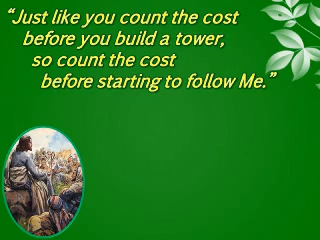 “Just like you count the cost
before you build a tower,
so count the cost
before starting to follow Me.”